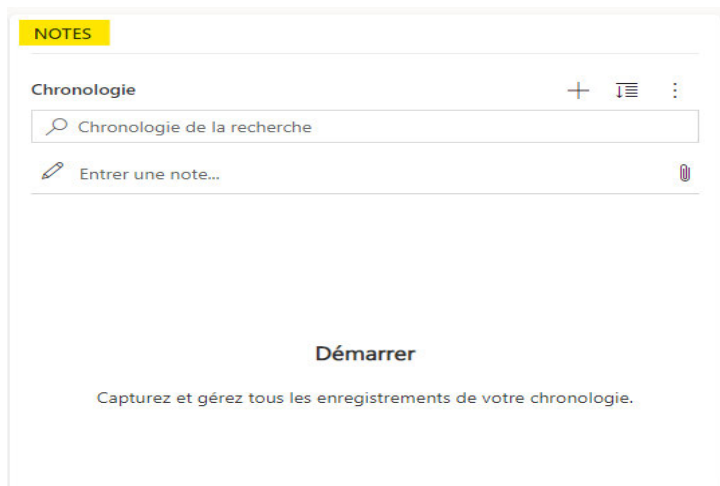 NOTES
Chronologie
Chronologie de la recherche
Entrer une note...
Démarrer
Capturez et gérez tous les enregistrements de votre chronologie.